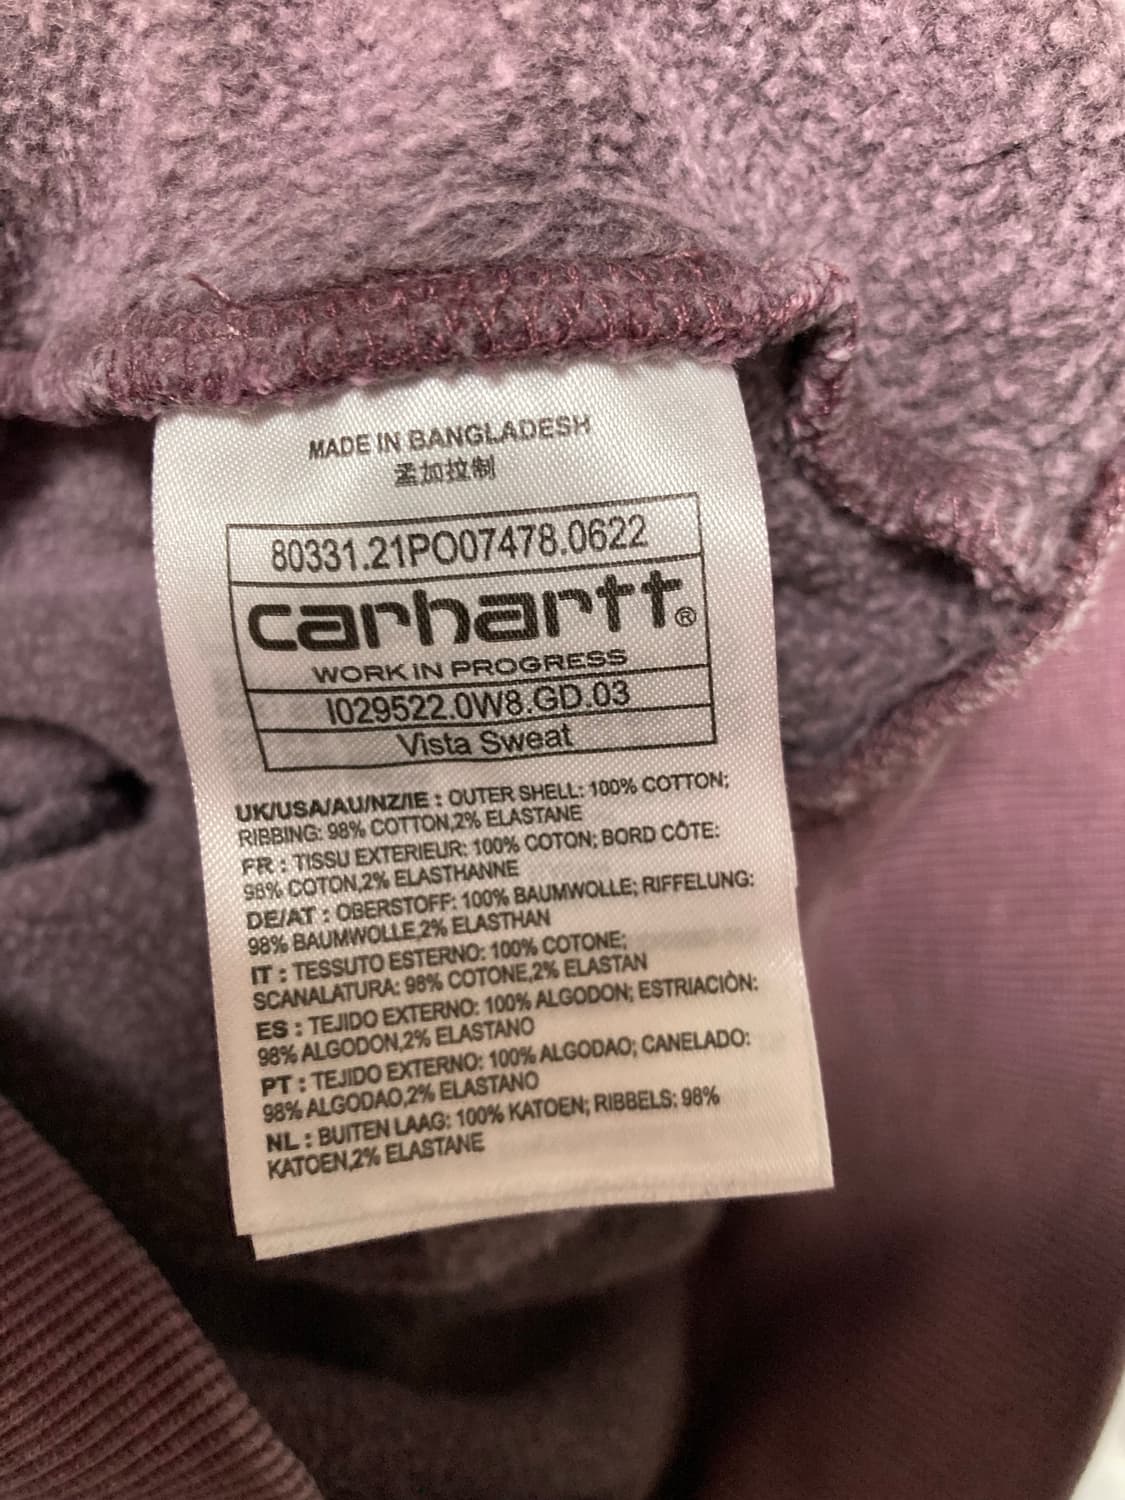 MADE IN BANGLADESH
孟加拉制
80331.21PO07478.0622
carhartt®
WORK IN PROGRESS
I029522.0W8.GD.03
Vista Sweat
UK/USA/AU/NZ/IE : OUTER SHELL: 100% COTTON;
RIBBING: 98% COTTON,2% ELASTANE
FR : TISSU EXTERIEUR: 100% COTON; BORD CÔTE:
98% COTON,2% ELASTHANNE
DE/AT : OBERSTOFF: 100% BAUMWOLLE; RIFFELUNG:
98% BAUMWOLLE,2% ELASTHAN
IT : TESSUTO ESTERNO: 100% COTONE;
SCANALATURA: 98% COTONE,2% ELASTAN
ES : TEJIDO EXTERNO: 100% ALGODON; ESTRIACIÒN:
98% ALGODON,2% ELASTANO
PT : TEJIDO EXTERNO: 100% ALGODAO; CANELADO:
98% ALGODAO,2% ELASTANO
NL : BUITEN LAAG: 100% KATOEN; RIBBELS: 98%
KATOEN,2% ELASTANE